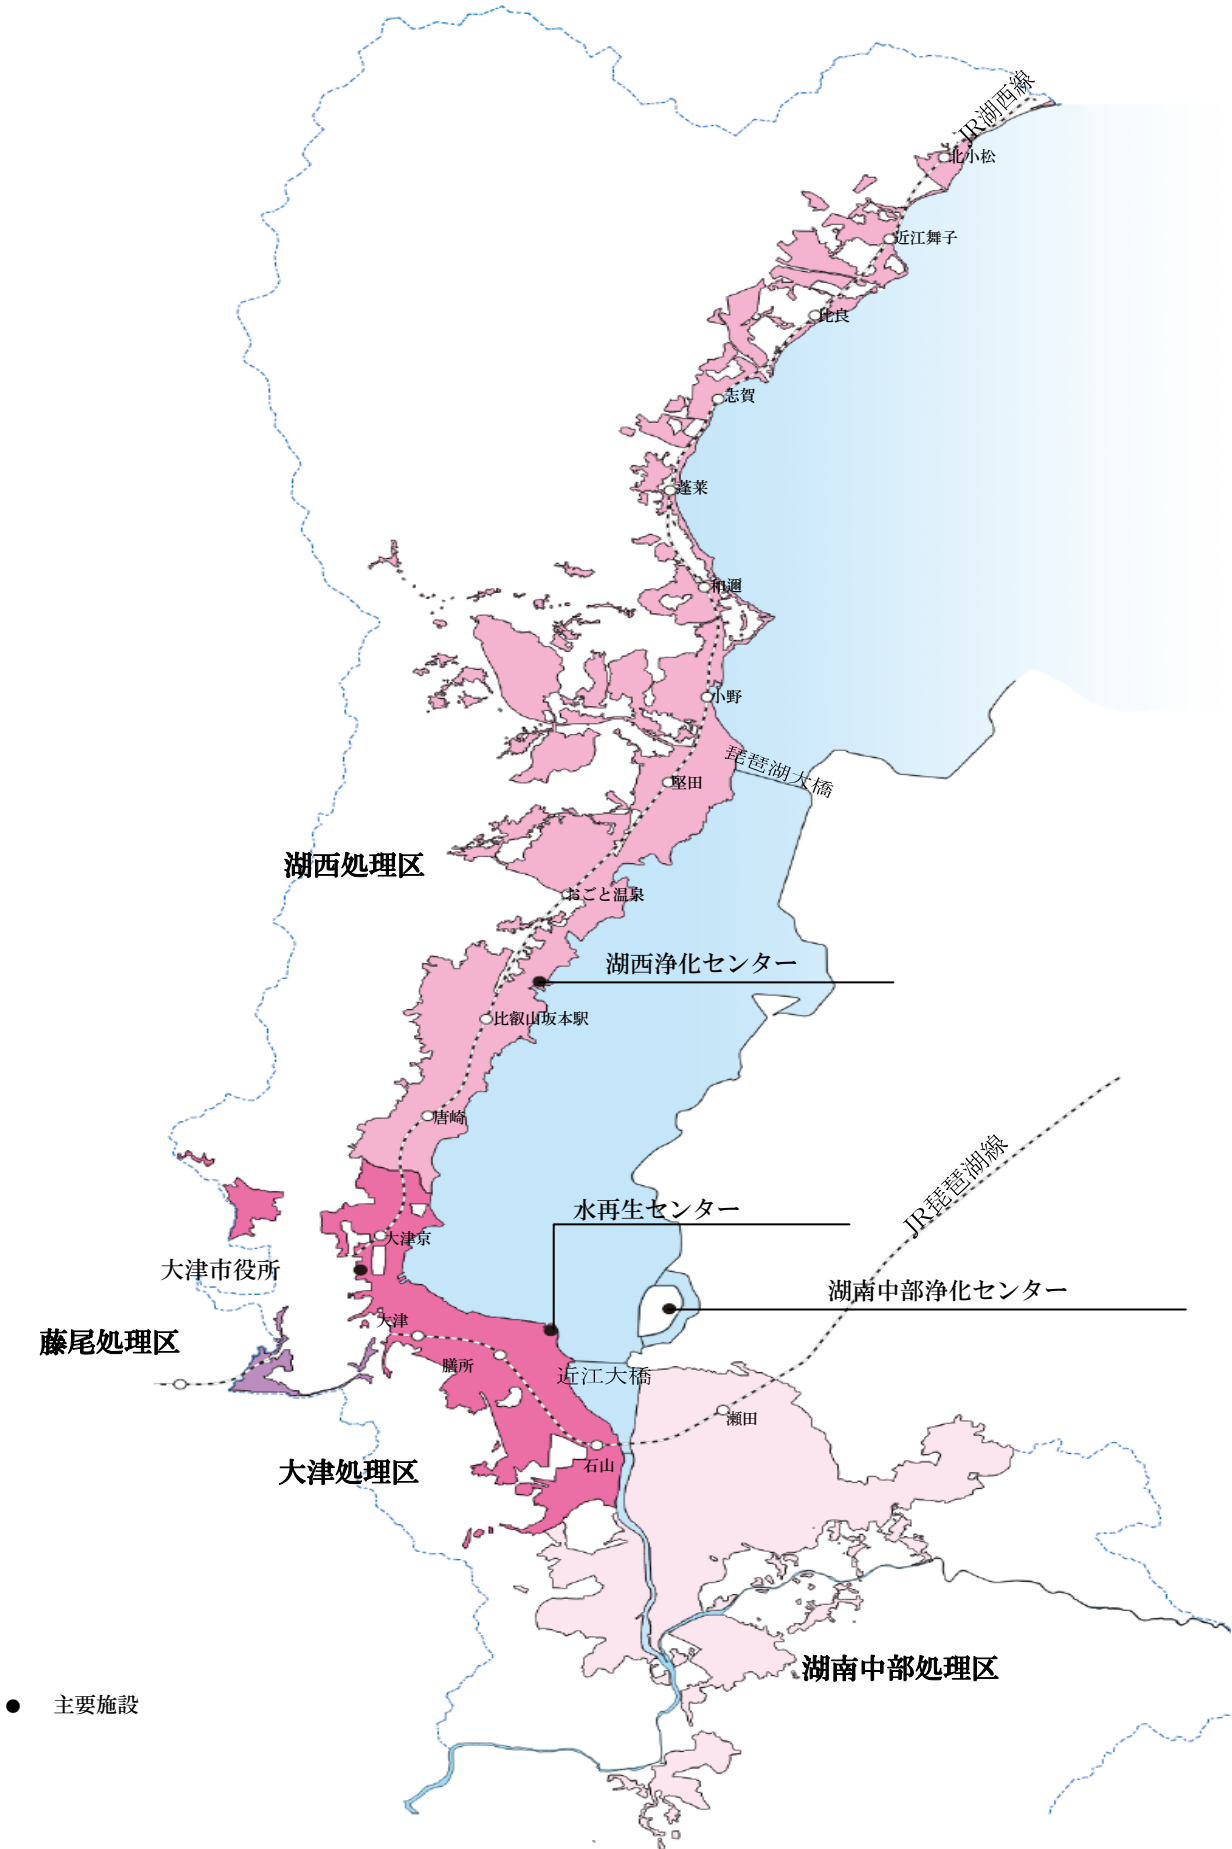 JR湖西線
北小松
近江舞子
比良
志賀
蓬莱
和邇
小野
琵琶湖大橋
堅田
湖西処理区
おごと温泉
湖西浄化センター
比叡山坂本駅
唐崎
JR琵琶湖線
水再生センター
大津京
大津市役所
湖南中部浄化センター
大津
藤尾処理区
膳所
近江大橋
瀬田
石山
大津処理区
湖南中部処理区
主要施設